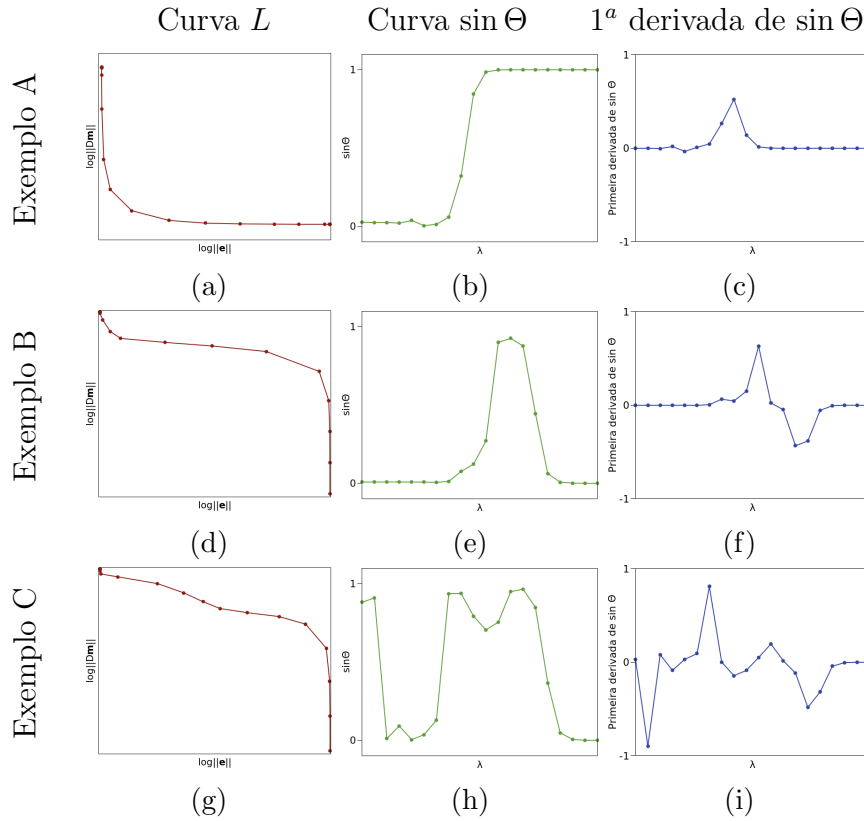 Curva L Curva sin Θ 1ª derivada de sin Θ
Exemplo A
log||Dm||
log||e||
(a)
sinΘ
1
0
λ
(b)
Primeira derivada de sin Θ
1
0
-1
λ
(c)
Exemplo B
log||Dm||
log||e||
(d)
sinΘ
1
0
λ
(e)
Primeira derivada de sin Θ
1
0
-1
λ
(f)
Exemplo C
log||Dm||
log||e||
(g)
sinΘ
1
0
λ
(h)
Primeira derivada de sin Θ
1
0
-1
λ
(i)